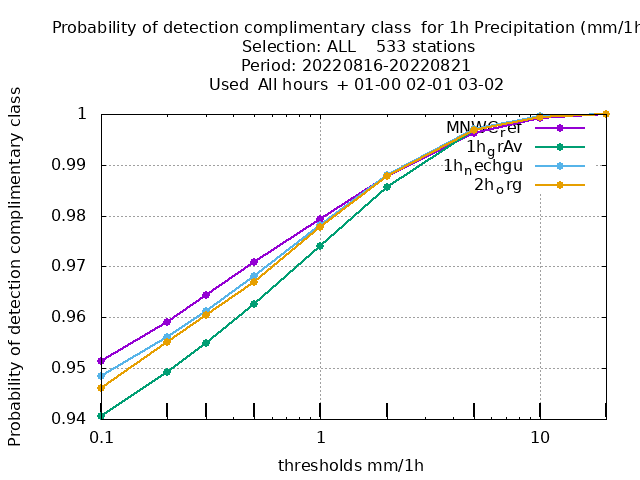 Probability of detection complimentary class  for 1h Precipitation (mm/1h
Selection: ALL    533 stations
Period: 20220816-20220821
Used  All hours  + 01-00 02-01 03-02
Probability of detection complimentary class
1
0.99
0.98
0.97
0.96
0.95
0.94
0.1
1
10
thresholds mm/1h
MNWC_ref
1h_grAv
1h_nechgu
2h_org